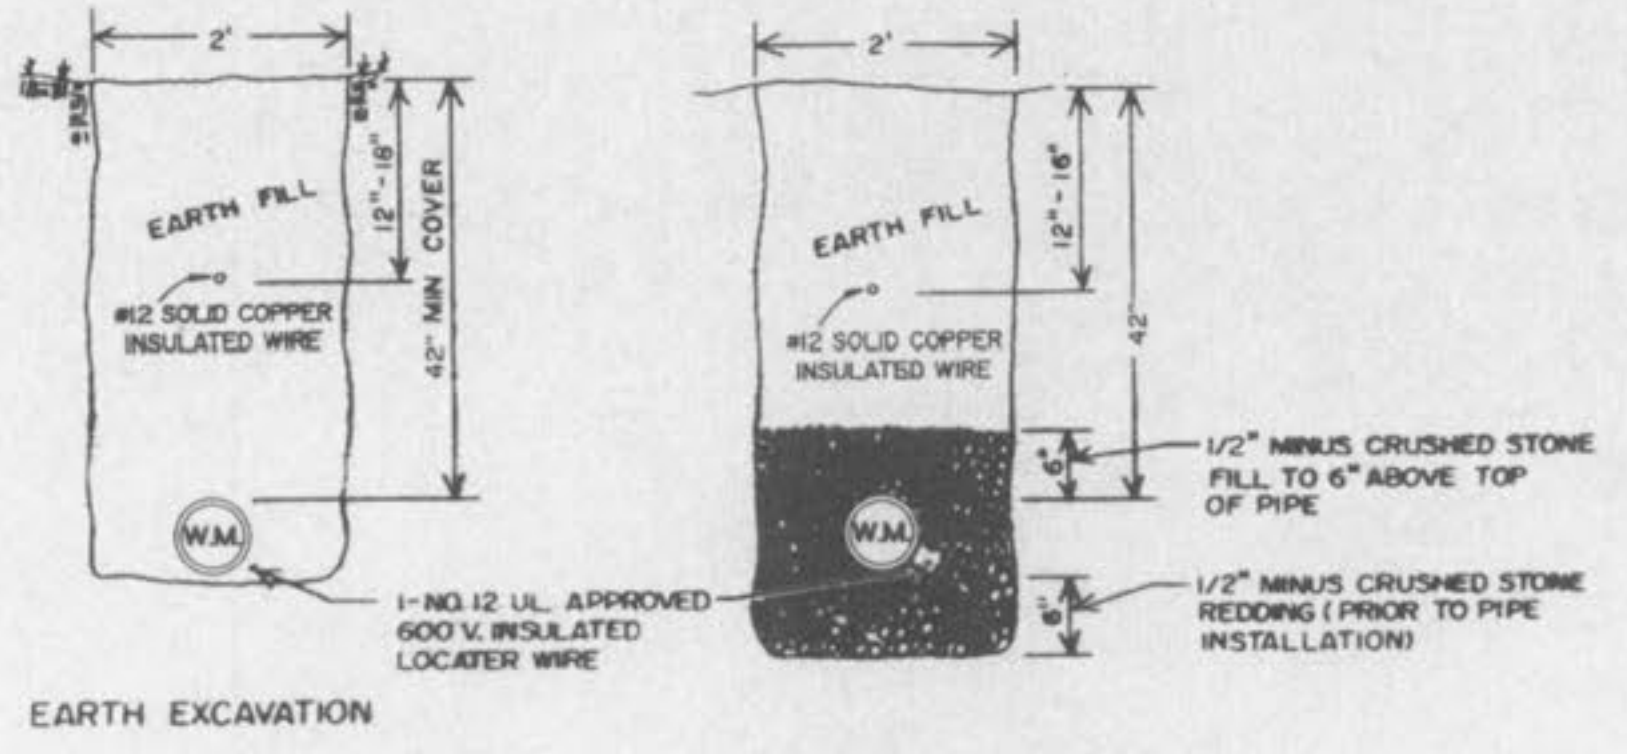 2'
EARTH FILL
#12 SOLID COPPER
INSULATED WIRE
12"-18"
42" MIN COVER
W.M.
2'
EARTH FILL
#12 SOLID COPPER
INSULATED WIRE
12"-18"
42"
6"
1/2" MINUS CRUSHED STONE
FILL TO 6" ABOVE TOP
OF PIPE
W.M.
6"
1/2" MINUS CRUSHED STONE
REDDING (PRIOR TO PIPE
INSTALLATION)
1-NO. 12 UL. APPROVED
600 V. INSULATED
LOCATER WIRE
EARTH EXCAVATION